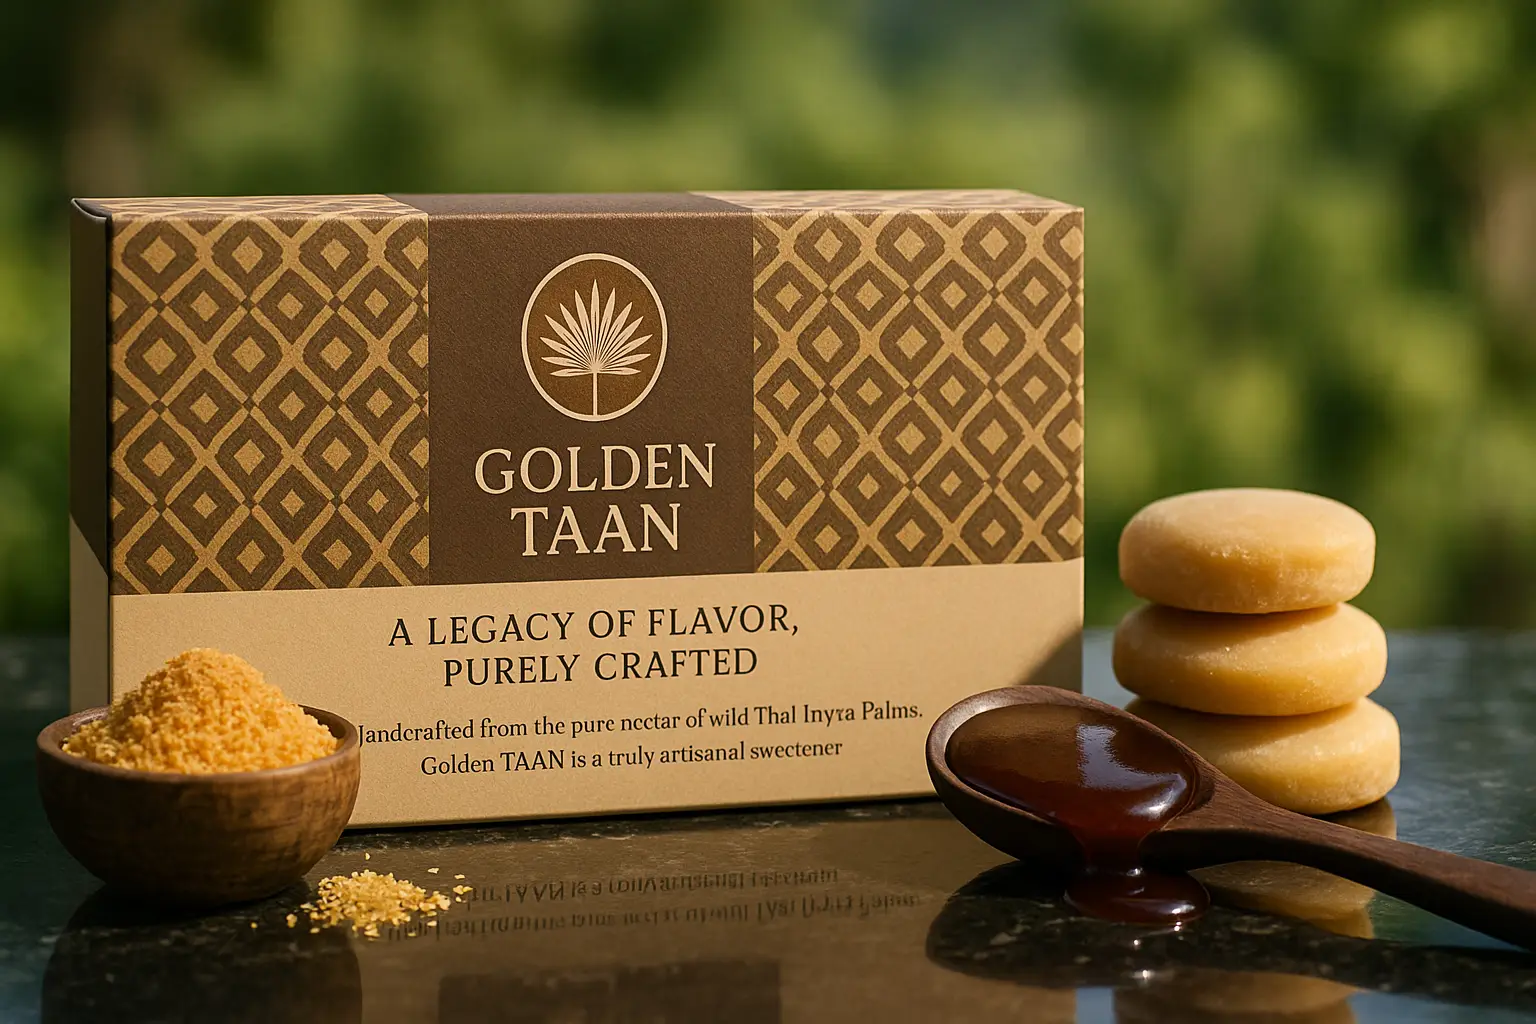 GOLDEN
TAAN
A LEGACY OF FLAVOR,
PURELY CRAFTED
Jandcrafted from the pure nectar of wild Thal Inyra Palms.
Golden TAAN is a truly artisanal sweetener